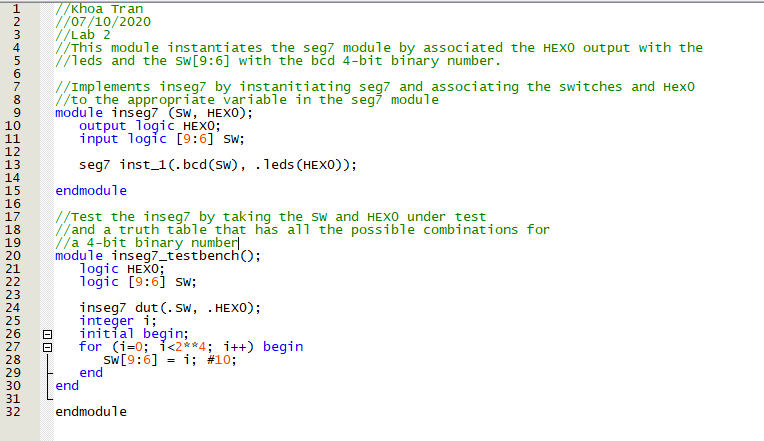 1 //Khoa Tran
2 //07/10/2020
3 //Lab 2
4 //This module instantiates the seg7 module by associated the HEX0 output with the
5 //leds and the SW[9:6] with the bcd 4-bit binary number.
6
7 //Implements inseg7 by instanitiating seg7 and associating the switches and Hex0
8 //to the appropriate variable in the seg7 module
9 module inseg7 (SW, HEX0);
10 output logic HEX0;
11 input logic [9:6] SW;
12
13 seg7 inst_1(.bcd(SW), .leds(HEX0));
14
15 endmodule
16
17 //Test the inseg7 by taking the SW and HEX0 under test
18 //and a truth table that has all the possible combinations for
19 //a 4-bit binary number
20 module inseg7_testbench();
21 logic HEX0;
22 logic [9:6] SW;
23
24 inseg7 dut(.SW, .HEX0);
25 integer i;
26 initial begin;
27 for (i=0; i<2**4; i++) begin
28 SW[9:6] = i; #10;
29 end
30 end
31
32 endmodule